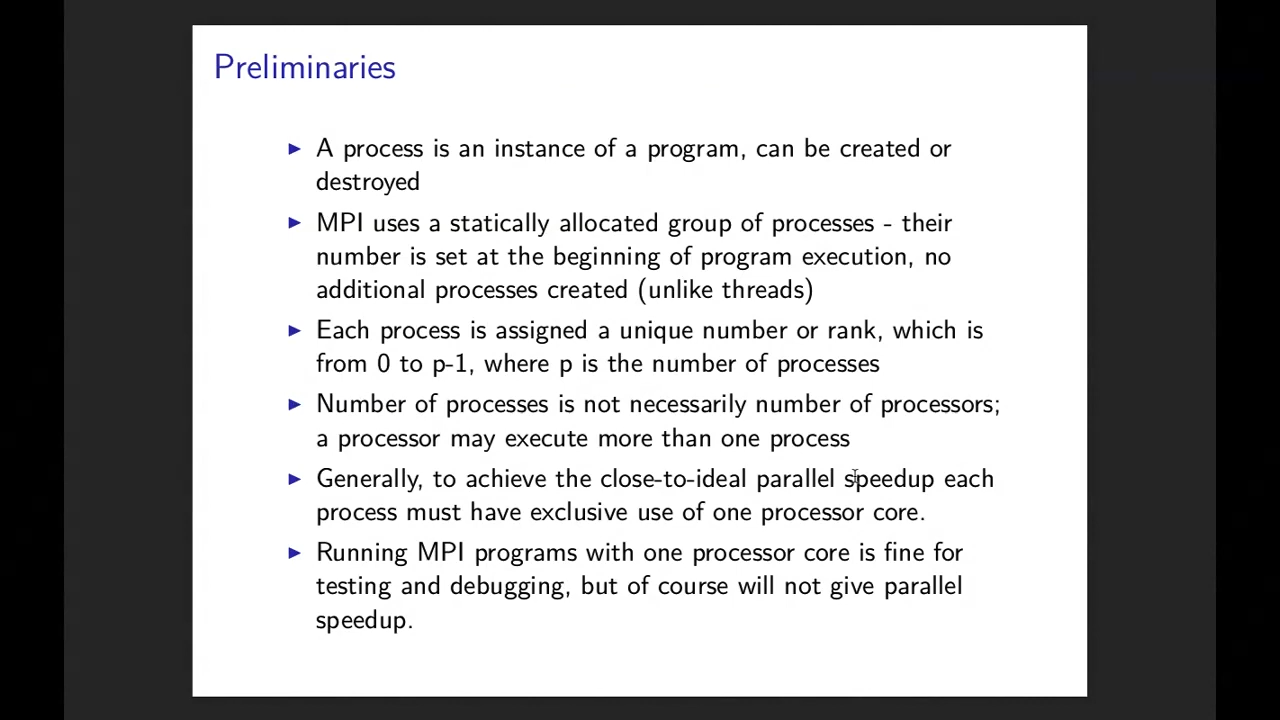 Preliminaries
A process is an instance of a program, can be created or
destroyed
MPI uses a statically allocated group of processes - their
number is set at the beginning of program execution, no
additional processes created (unlike threads)
Each process is assigned a unique number or rank, which is
from 0 to p-1, where p is the number of processes
Number of processes is not necessarily number of processors;
a processor may execute more than one process
Generally, to achieve the close-to-ideal parallel speedup each
process must have exclusive use of one processor core.
Running MPI programs with one processor core is fine for
testing and debugging, but of course will not give parallel
speedup.